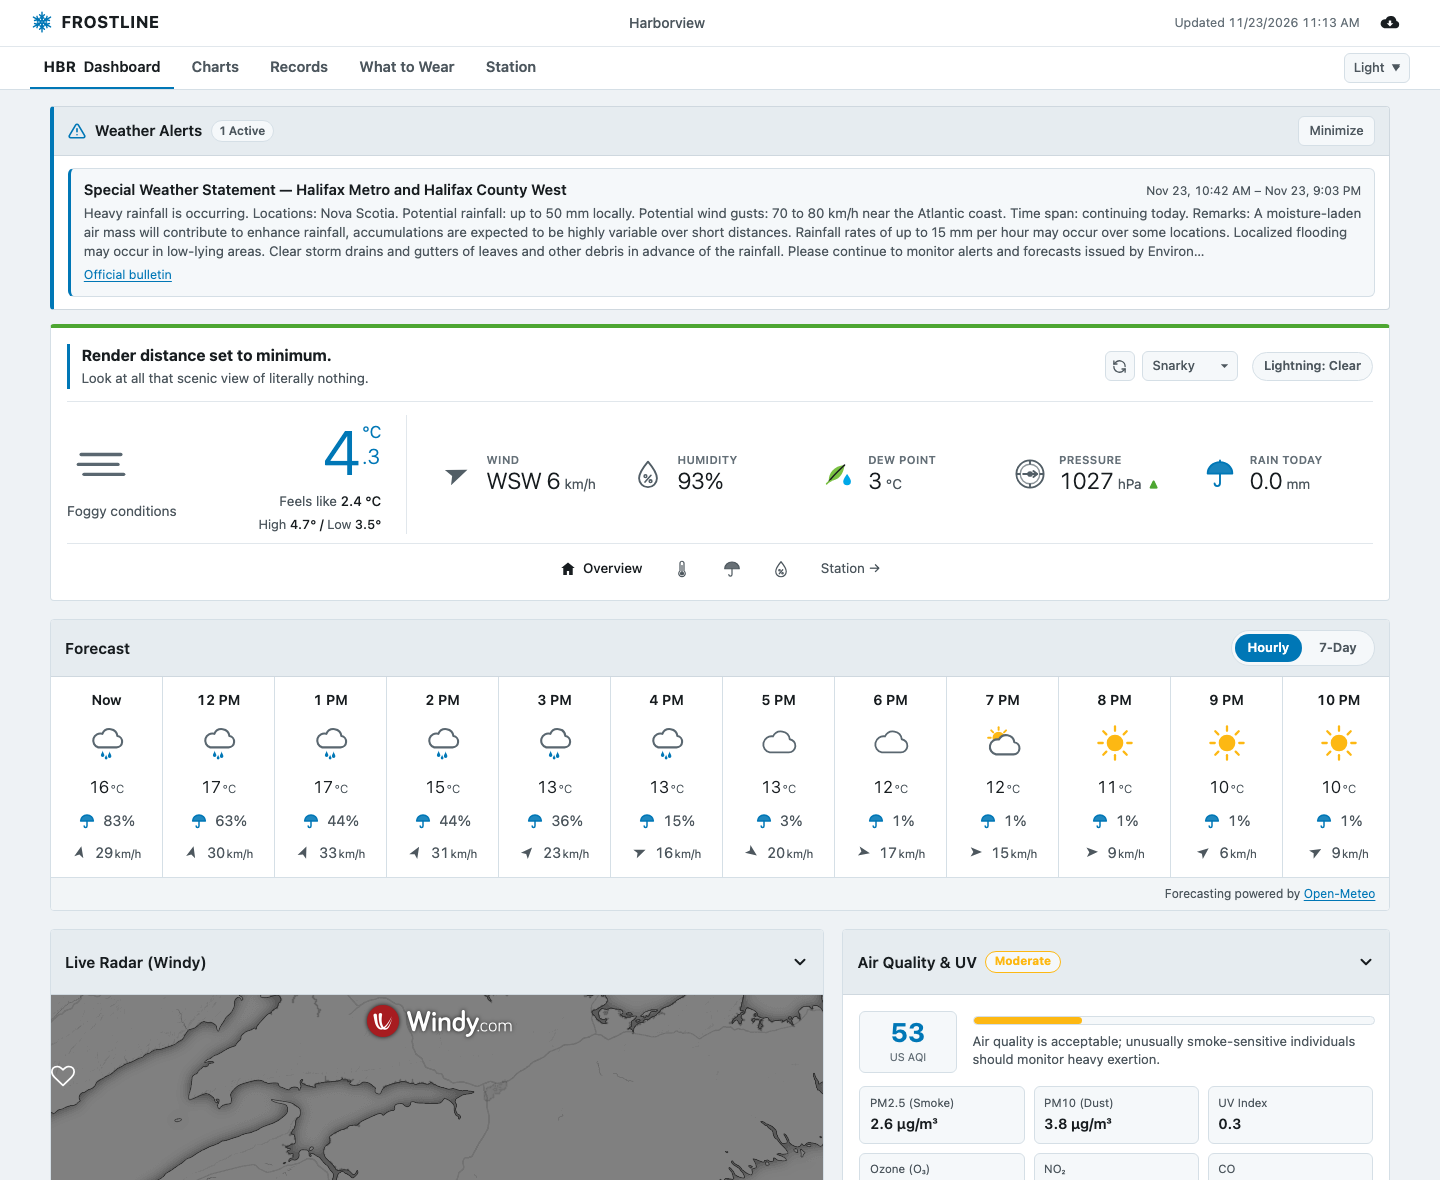 FROSTLINE
Harborview
Updated 11/23/2026 11:13 AM
HBR Dashboard
Charts
Records
What to Wear
Station
Light
Weather Alerts
1 Active
Minimize
Special Weather Statement — Halifax Metro and Halifax County West
Nov 23, 10:42 AM – Nov 23, 9:03 PM
Heavy rainfall is occurring. Locations: Nova Scotia. Potential rainfall: up to 50 mm locally. Potential wind gusts: 70 to 80 km/h near the Atlantic coast. Time span: continuing today. Remarks: A moisture-laden
air mass will contribute to enhance rainfall, accumulations are expected to be highly variable over short distances. Rainfall rates of up to 15 mm per hour may occur over some locations. Localized flooding
may occur in low-lying areas. Clear storm drains and gutters of leaves and other debris in advance of the rainfall. Please continue to monitor alerts and forecasts issued by Environ...
Official bulletin
Render distance set to minimum.
Look at all that scenic view of literally nothing.
Snarky
Lightning: Clear
4.3 °C
Foggy conditions
Feels like 2.4 °C
High 4.7° / Low 3.5°
WIND
WSW 6 km/h
HUMIDITY
93%
DEW POINT
3 °C
PRESSURE
1027 hPa
RAIN TODAY
0.0 mm
Overview
Station →
Forecast
Hourly
7-Day
Now 12 PM 1 PM 2 PM 3 PM 4 PM 5 PM 6 PM 7 PM 8 PM 9 PM 10 PM
16°C 17°C 17°C 15°C 13°C 13°C 13°C 12°C 12°C 11°C 10°C 10°C
83% 63% 44% 44% 36% 15% 3% 1% 1% 1% 1% 1%
29km/h 30km/h 33km/h 31km/h 23km/h 16km/h 20km/h 17km/h 15km/h 9km/h 6km/h 9km/h
Forecasting powered by Open-Meteo
Live Radar (Windy)
Windy.com
Air Quality & UV
Moderate
53
US AQI
Air quality is acceptable; unusually smoke-sensitive individuals
should monitor heavy exertion.
PM2.5 (Smoke)
2.6 µg/m³
PM10 (Dust)
3.8 µg/m³
UV Index
0.3
Ozone (O₃)
NO₂
CO